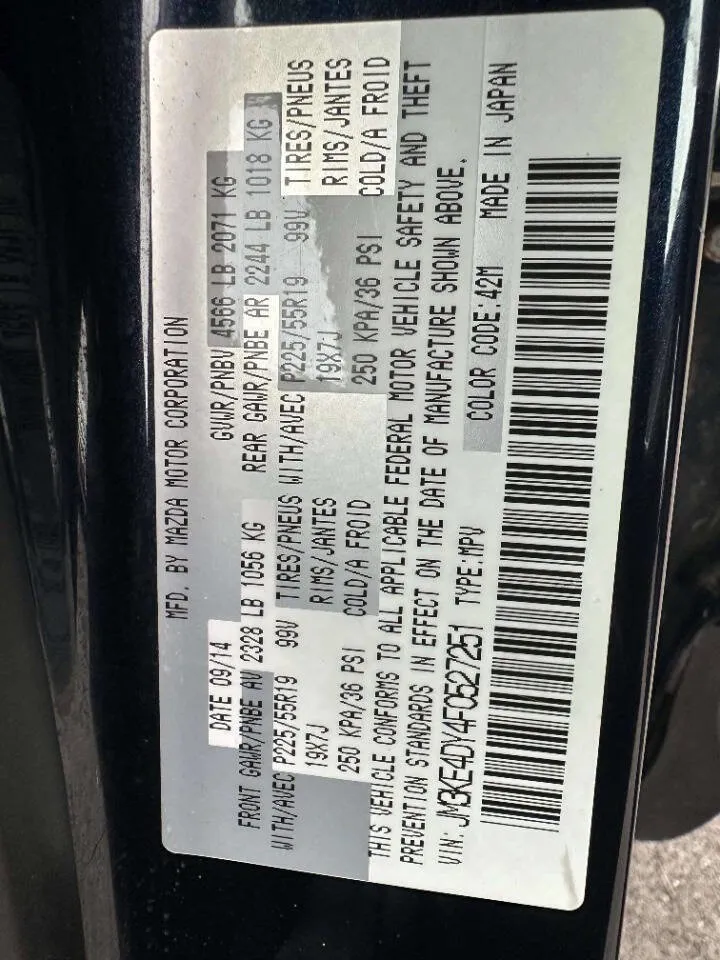 MFD. BY MAZDA MOTOR CORPORATION
DATE 09/14 GVWR/PNBV 4566 LB 2071 KG
FRONT GAWR/PNBE AV 2328 LB 1056 KG REAR GAWR/PNBE AR 2244 LB 1018 KG
WITH/AVEC P225/55R19 99V TIRES/PNEUS WITH/AVEC P225/55R19 99V TIRES/PNEUS
19X7J RIMS/JANTES 19X7J RIMS/JANTES
250 KPA/36 PSI COLD/A FROID 250 KPA/36 PSI COLD/A FROID
THIS VEHICLE CONFORMS TO ALL APPLICABLE FEDERAL MOTOR VEHICLE SAFETY AND THEFT
PREVENTION STANDARDS IN EFFECT ON THE DATE OF MANUFACTURE SHOWN ABOVE.
VIN: JM3KE4DY4F0527251 TYPE:MPV COLOR CODE:42M MADE IN JAPAN